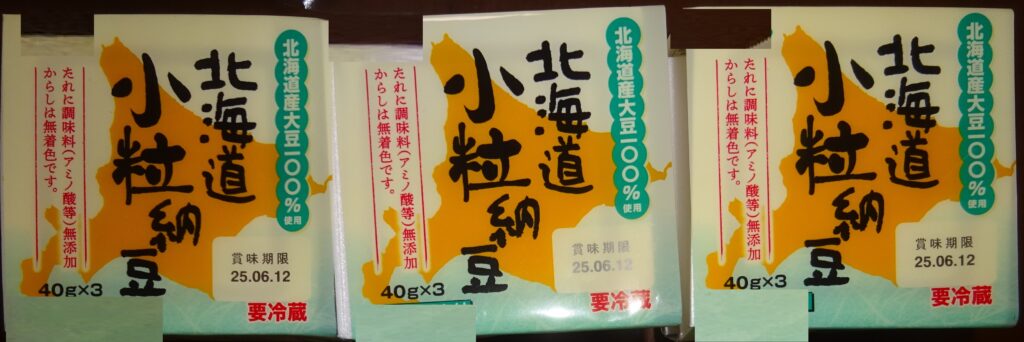 北海道産大豆一〇〇％使用
北海道
小粒納豆
たれに調味料(アミノ酸等)無添加
からしは無着色です。
賞味期限
25.06.12
40g×3
要冷蔵
北海道産大豆一〇〇％使用
北海道
小粒納豆
たれに調味料(アミノ酸等)無添加
からしは無着色です。
賞味期限
25.06.12
40g×3
要冷蔵
北海道産大豆一〇〇％使用
北海道
小粒納豆
たれに調味料(アミノ酸等)無添加
からしは無着色です。
賞味期限
25.06.12
40g×3
要冷蔵